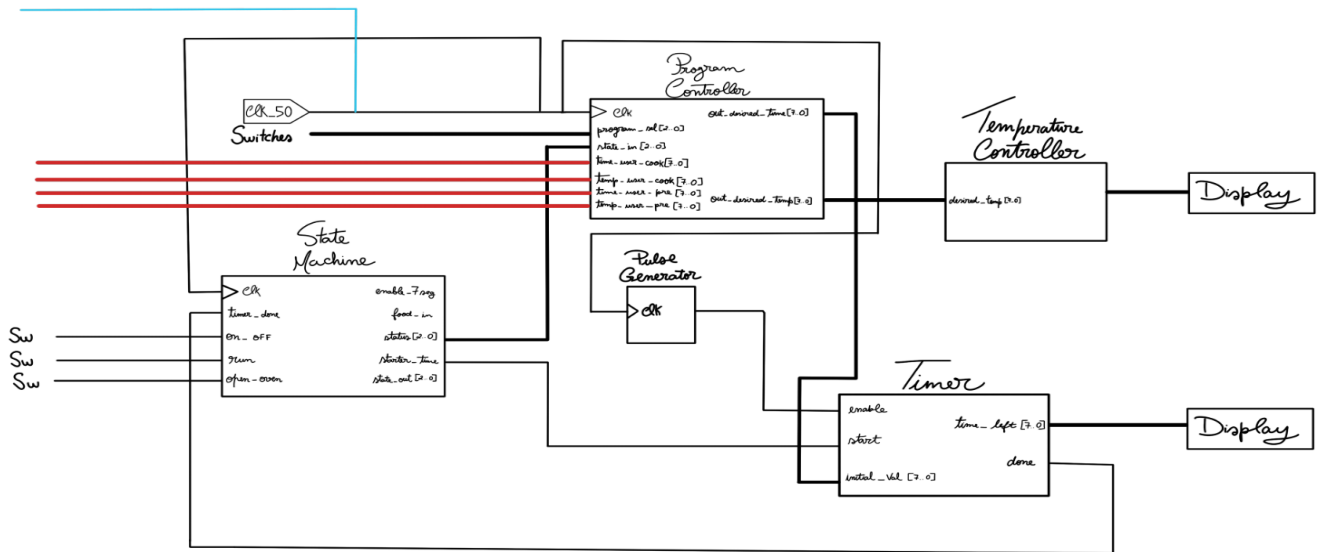 Program
Controller
Clk_50
Switches
Clk
program_sel[2..0]
state_in [2..0]
time_user_cook[7..0]
temp_user_cook [7..0]
time_user_pre [7..0]
temp_user_pre [7..0]
out_desired_time[7..0]
out_desired_temp[7..0]
Temperature
Controller
desired_temp [7..0]
Display
State
Machine
Clk
timer_done
on_oFF
run
open_oven
enable_7seg
food_in
status [2..0]
starter_time
state_out [2..0]
Sw
Sw
Sw
Pulse
Generator
Clk
Timer
enable
start
initial_Val [7..0]
time_left [7..0]
done
Display